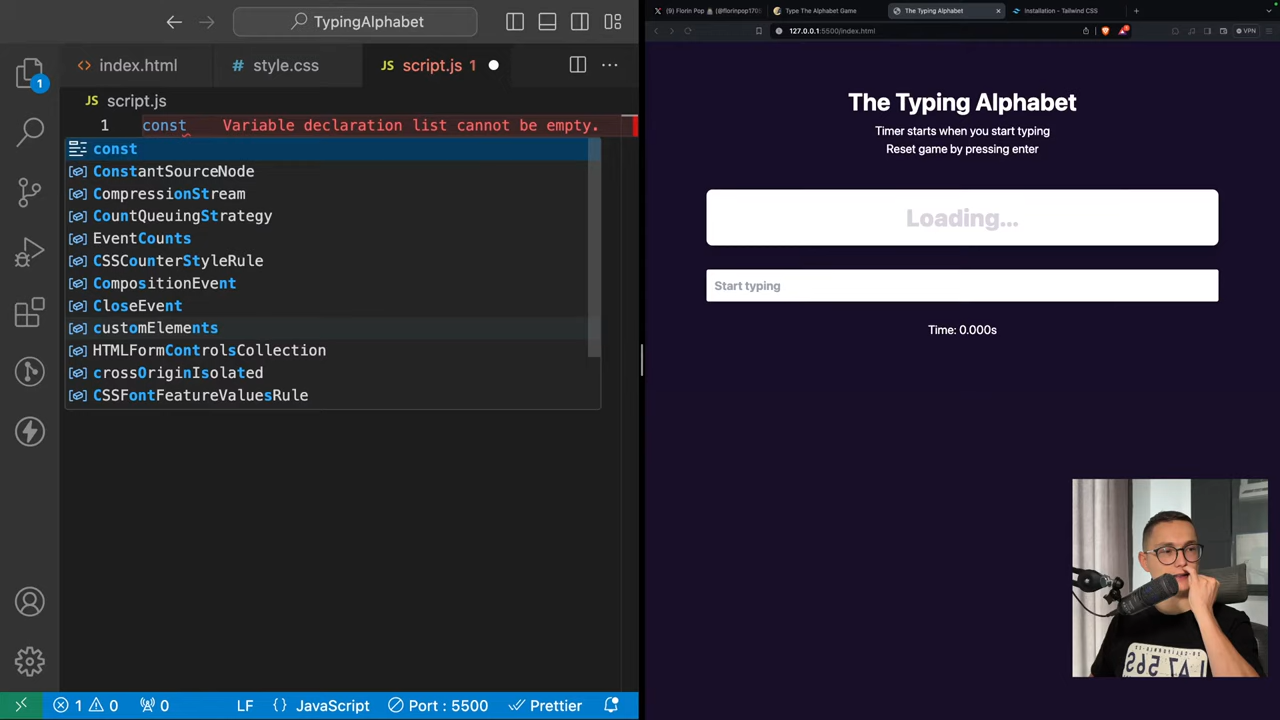 TypingAlphabet
index.html
style.css
script.js 1
script.js
1
const Variable declaration list cannot be empty.
const
ConstantSourceNode
CompressionStream
CountQueuingStrategy
EventCounts
CSSCounterStyleRule
CompositionEvent
CloseEvent
customElements
HTMLFormControlsCollection
crossOriginIsolated
CSSFontFeatureValuesRule
1
1 0 0
LF
{} JavaScript
Port : 5500
Prettier
Type The Alphabet Game
The Typing Alphabet
Installation - Tailwind CSS
127.0.0.1:5500/index.html
VPN
The Typing Alphabet
Timer starts when you start typing
Reset game by pressing enter
Loading...
Start typing
Time: 0.000s